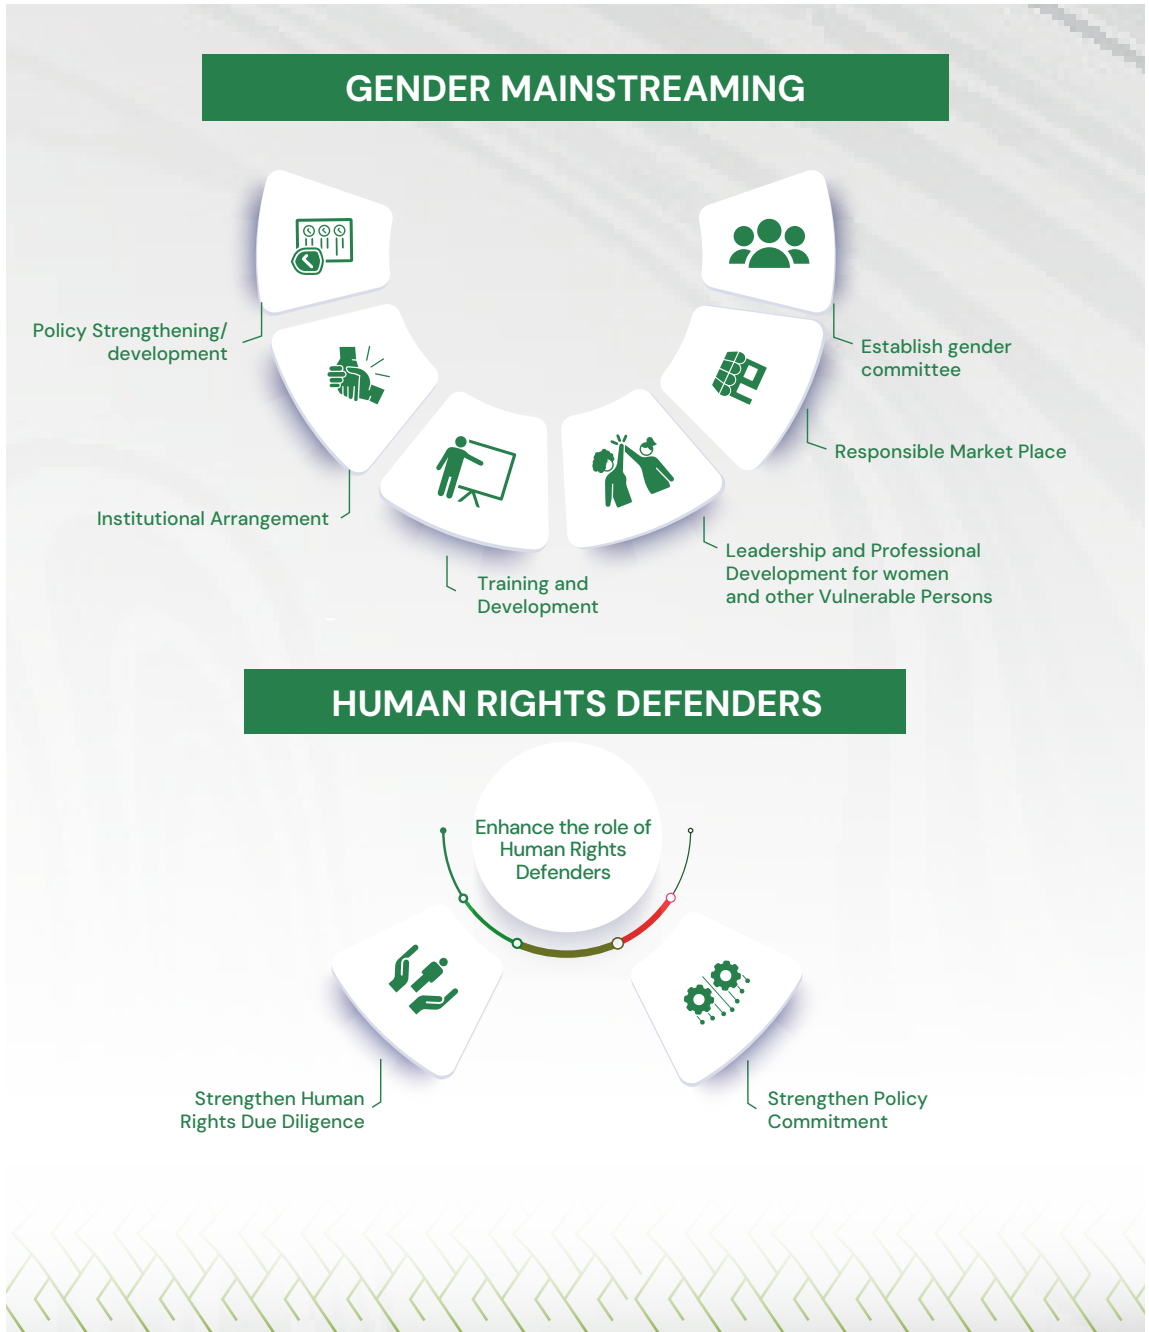 GENDER MAINSTREAMING
Policy Strengthening/
development
Institutional Arrangement
Training and
Development
Leadership and Professional
Development for women
and other Vulnerable Persons
Responsible Market Place
Establish gender
committee
HUMAN RIGHTS DEFENDERS
Enhance the role of
Human Rights
Defenders
Strengthen Human
Rights Due Diligence
Strengthen Policy
Commitment